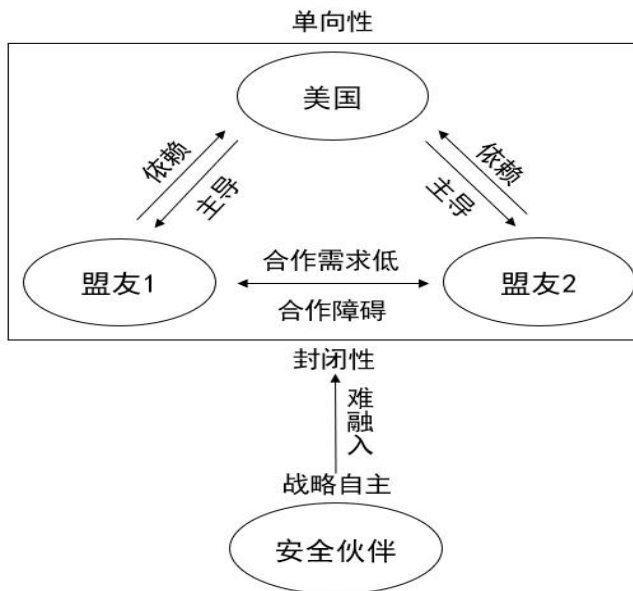 单向性
美国
依赖
主导
依赖
主导
盟友1
合作需求低
合作障碍
盟友2
封闭性
难融入
战略自主
安全伙伴